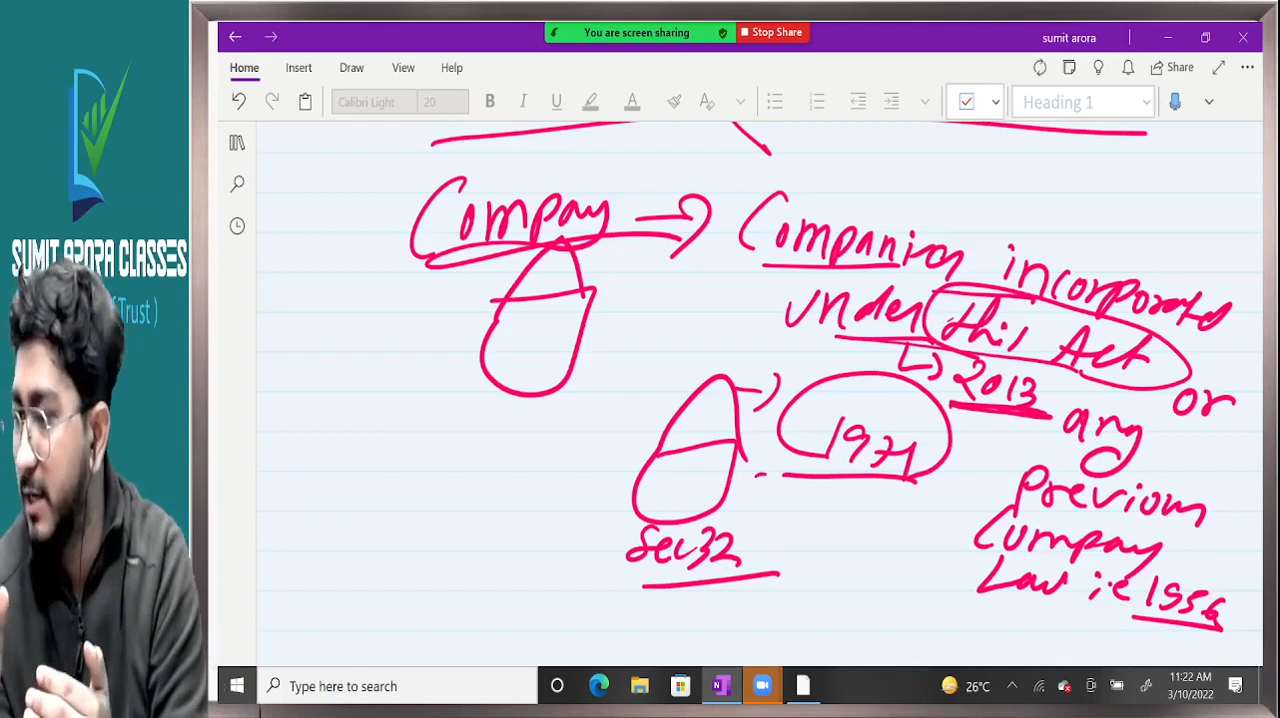 You are screen sharing
Stop Share
sumit arora
Home
Insert
Draw
View
Help
Share
Calibri Light
20
B
I
U
A
Heading 1
SUMIT ARORA CLASSES
Trust )
Company → Companies incorporated
under this Act or
↳ 2013
any
1971
Previous
Company
Law i.e 1956
Sec 32
Type here to search
26°C
11:22 AM
3/10/2022